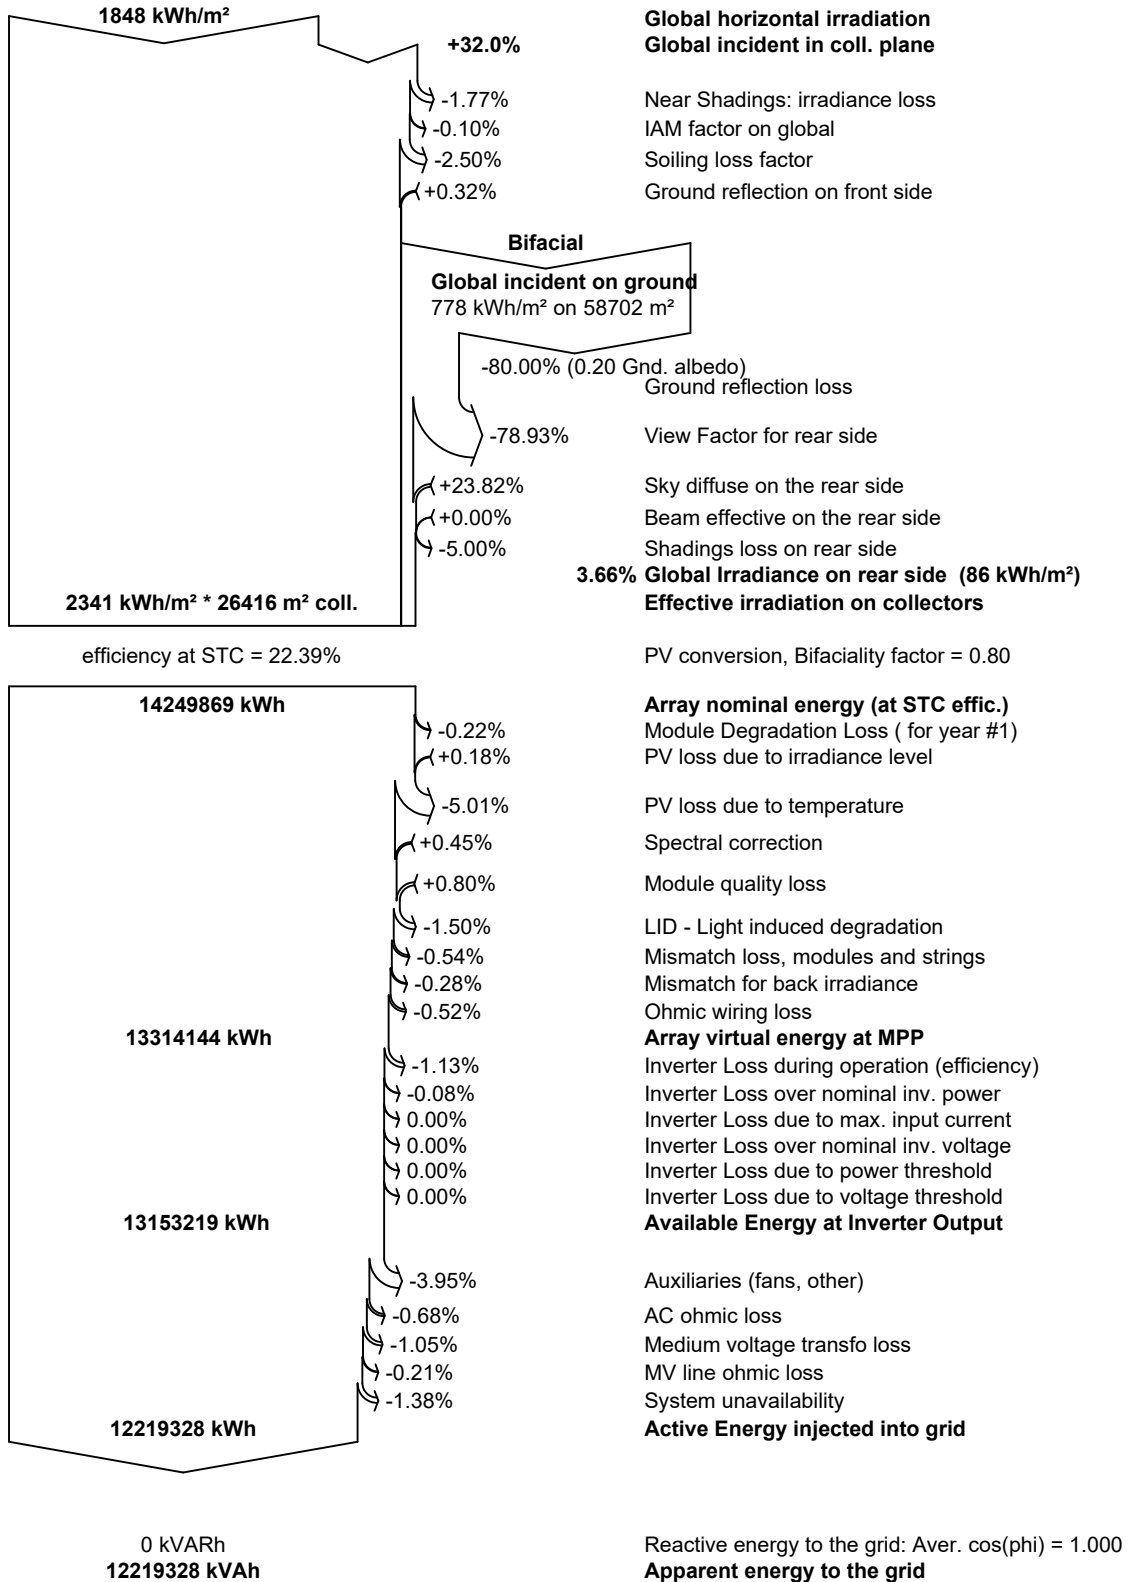 1848 kWh/m² Global horizontal irradiation
+32.0% Global incident in coll. plane
-1.77% Near Shadings: irradiance loss
-0.10% IAM factor on global
-2.50% Soiling loss factor
+0.32% Ground reflection on front side
Bifacial
Global incident on ground
778 kWh/m² on 58702 m²
-80.00% (0.20 Gnd. albedo)
Ground reflection loss
-78.93% View Factor for rear side
+23.82% Sky diffuse on the rear side
+0.00% Beam effective on the rear side
-5.00% Shadings loss on rear side
3.66% Global Irradiance on rear side (86 kWh/m²)
2341 kWh/m² * 26416 m² coll. Effective irradiation on collectors
efficiency at STC = 22.39% PV conversion, Bifaciality factor = 0.80
14249869 kWh Array nominal energy (at STC effic.)
-0.22% Module Degradation Loss ( for year #1)
+0.18% PV loss due to irradiance level
-5.01% PV loss due to temperature
+0.45% Spectral correction
+0.80% Module quality loss
-1.50% LID - Light induced degradation
-0.54% Mismatch loss, modules and strings
-0.28% Mismatch for back irradiance
-0.52% Ohmic wiring loss
13314144 kWh Array virtual energy at MPP
-1.13% Inverter Loss during operation (efficiency)
-0.08% Inverter Loss over nominal inv. power
0.00% Inverter Loss due to max. input current
0.00% Inverter Loss over nominal inv. voltage
0.00% Inverter Loss due to power threshold
0.00% Inverter Loss due to voltage threshold
13153219 kWh Available Energy at Inverter Output
-3.95% Auxiliaries (fans, other)
-0.68% AC ohmic loss
-1.05% Medium voltage transfo loss
-0.21% MV line ohmic loss
-1.38% System unavailability
12219328 kWh Active Energy injected into grid
0 kVARh Reactive energy to the grid: Aver. cos(phi) = 1.000
12219328 kVAh Apparent energy to the grid